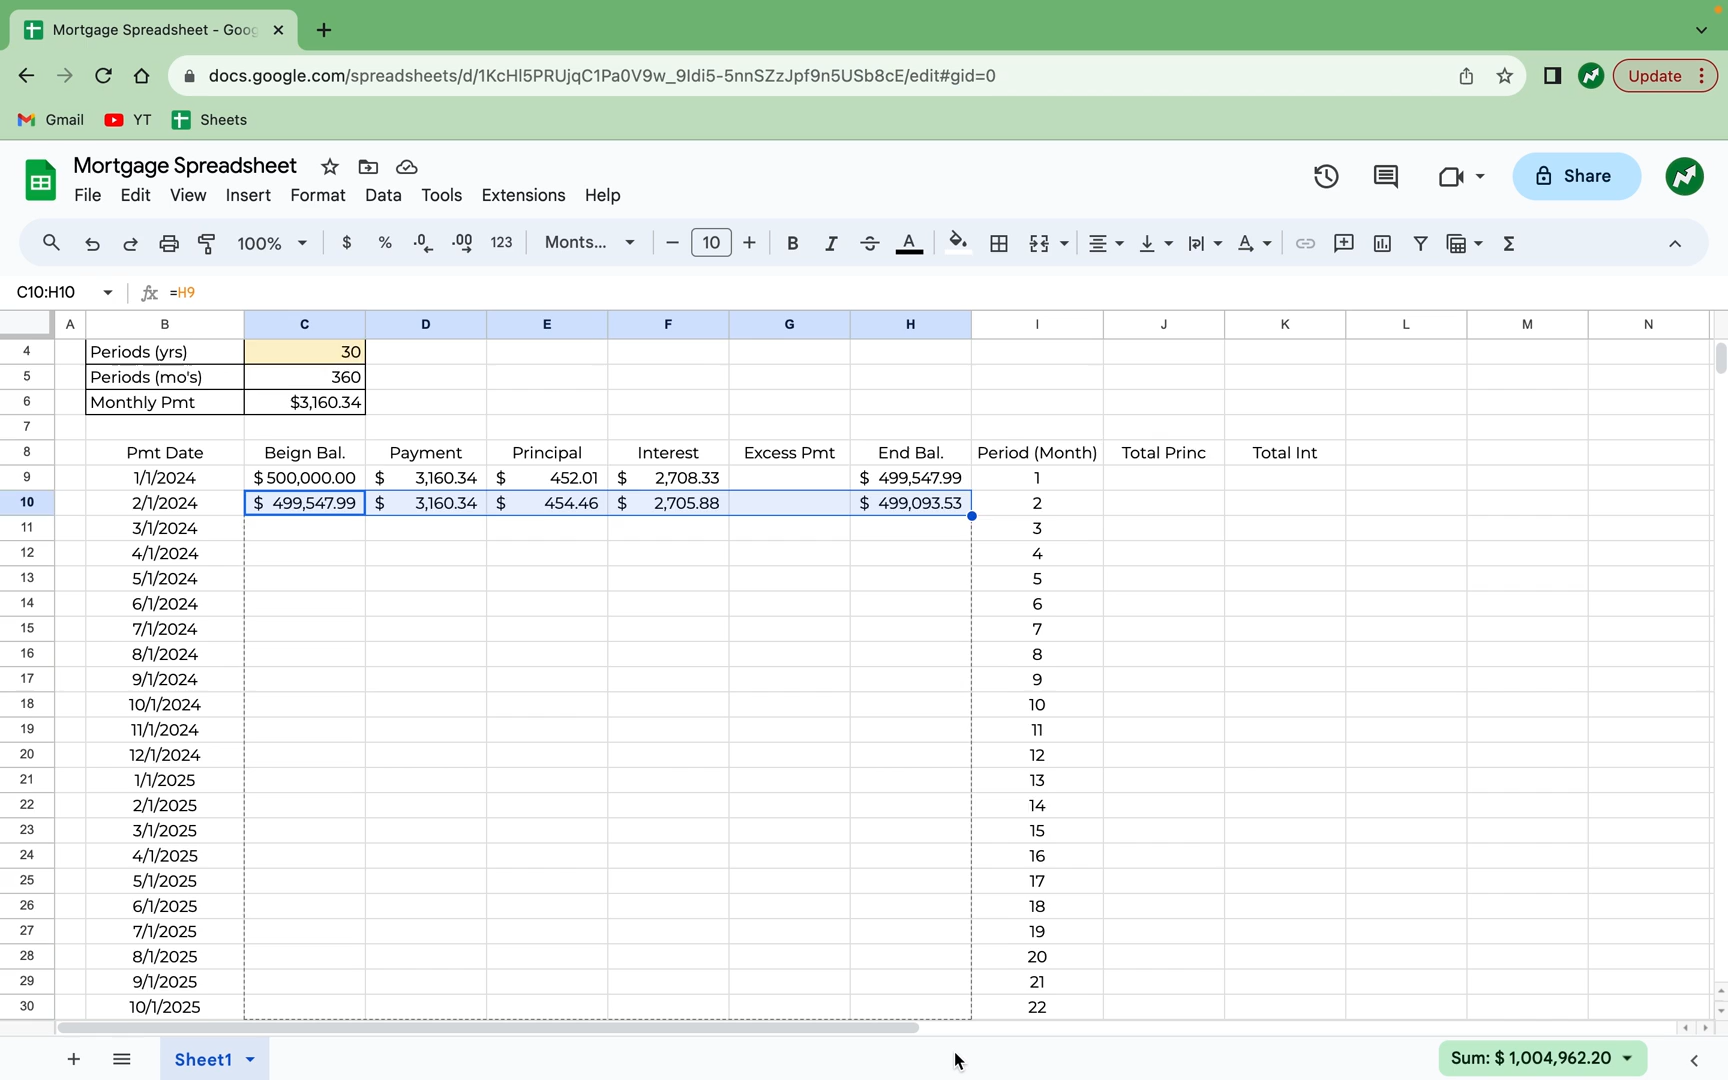 Mortgage Spreadsheet - Goog
docs.google.com/spreadsheets/d/1KcHl5PRUjqC1Pa0V9w_9Idi5-5nnSZzJpf9n5USb8cE/edit#gid=0
Update
Gmail YT Sheets
Mortgage Spreadsheet
File Edit View Insert Format Data Tools Extensions Help
Share
100% $ % .0 .00 123 Monts... 10 B I S A
C10:H10 fx =H9
A B C D E F G H I J K L M N
4 Periods (yrs) 30
5 Periods (mo's) 360
6 Monthly Pmt $3,160.34
7
8 Pmt Date Beign Bal. Payment Principal Interest Excess Pmt End Bal. Period (Month) Total Princ Total Int
9 1/1/2024 $ 500,000.00 $ 3,160.34 $ 452.01 $ 2,708.33 $ 499,547.99 1
10 2/1/2024 $ 499,547.99 $ 3,160.34 $ 454.46 $ 2,705.88 $ 499,093.53 2
11 3/1/2024 3
12 4/1/2024 4
13 5/1/2024 5
14 6/1/2024 6
15 7/1/2024 7
16 8/1/2024 8
17 9/1/2024 9
18 10/1/2024 10
19 11/1/2024 11
20 12/1/2024 12
21 1/1/2025 13
22 2/1/2025 14
23 3/1/2025 15
24 4/1/2025 16
25 5/1/2025 17
26 6/1/2025 18
27 7/1/2025 19
28 8/1/2025 20
29 9/1/2025 21
30 10/1/2025 22
Sheet1
Sum: $ 1,004,962.20